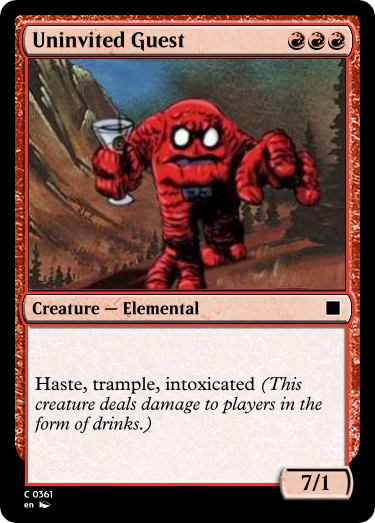 Uninvited Guest
Creature — Elemental
Haste, trample, intoxicated (This
creature deals damage to players in the
form of drinks.)
7/1
C 0361
en